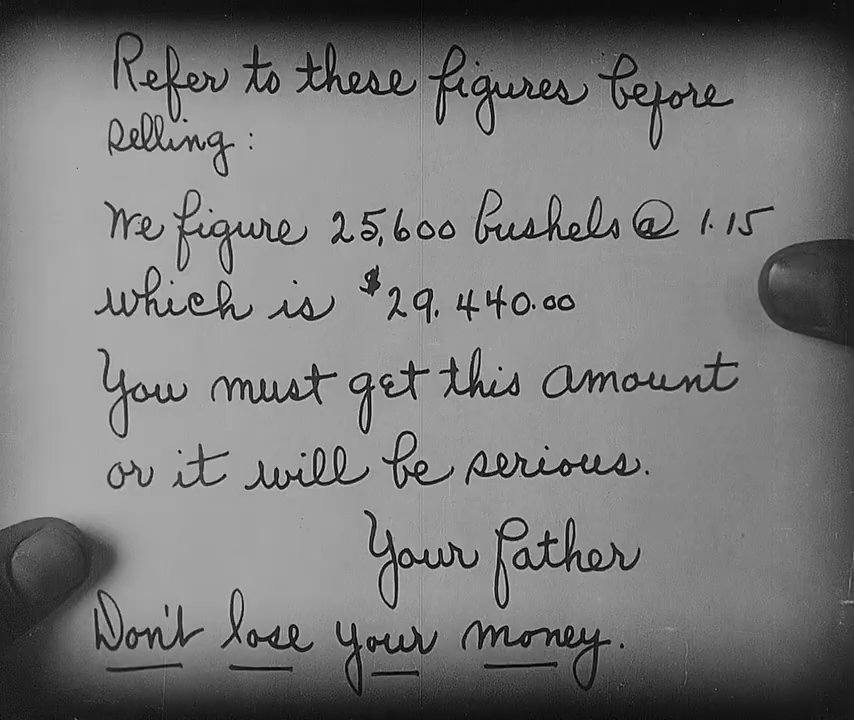 Refer to these figures before
selling:
We figure 25,600 bushels @ 1.15
which is $29.440.00
You must get this amount
or it will be serious.
Your father
Don't lose your money.